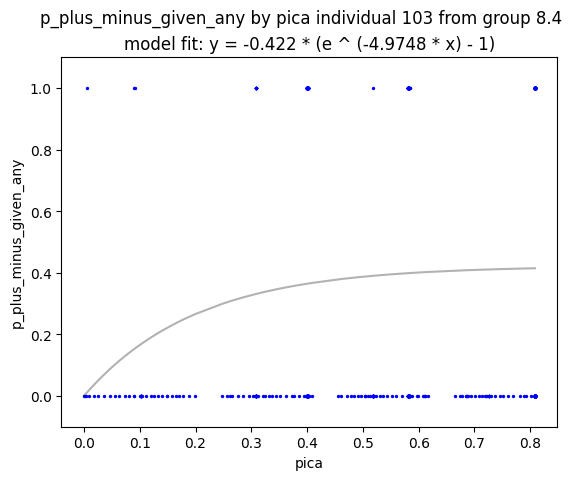 p_plus_minus_given_any by pica individual 103 from group 8.4
model fit: y = -0.422 * (e ^ (-4.9748 * x) - 1)
1.0
0.8
0.6
0.4
0.2
0.0
p_plus_minus_given_any
0.0 0.1 0.2 0.3 0.4 0.5 0.6 0.7 0.8
pica